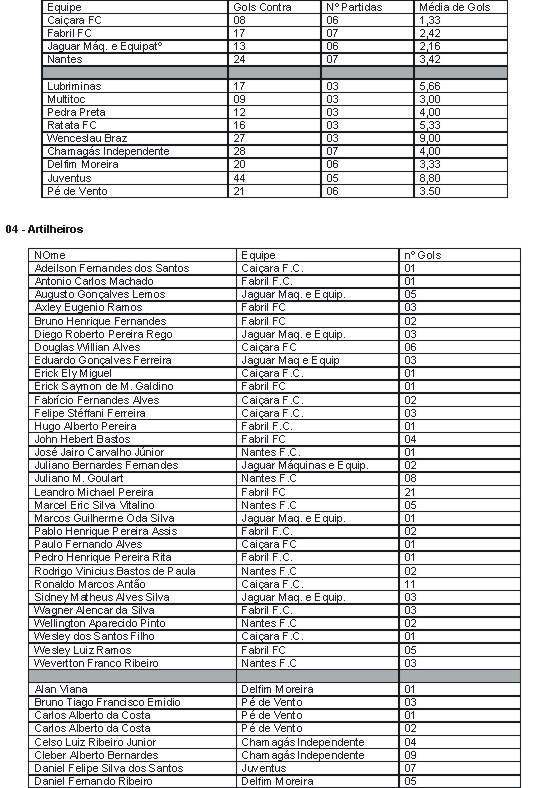 Equipe Gols Contra Nº Partidas Média de Gols
Caiçara FC 08 06 1,33
Fabril FC 17 07 2,42
Jaguar Máq. e Equipatº 13 06 2,16
Nantes 24 07 3,42
Lubriminas 17 03 5,66
Multitoc 09 03 3,00
Pedra Preta 12 03 4,00
Ratata FC 16 03 5,33
Wenceslau Braz 27 03 9,00
Chamagás Independente 28 07 4,00
Delfim Moreira 20 06 3,33
Juventus 44 05 8,80
Pé de Vento 21 06 3.50
04 - Artilheiros
NOme Equipe nº Gols
Adeilson Fernandes dos Santos Caiçara F.C. 01
Antonio Carlos Machado Fabril F.C. 01
Augusto Gonçalves Lemos Jaguar Maq. e Equip. 05
Axley Eugenio Ramos Fabril FC 03
Bruno Henrique Fernandes Fabril FC 02
Diego Roberto Pereira Rego Jaguar Maq. e Equip. 03
Douglas Willian Alves Caiçara FC 06
Eduardo Gonçalves Ferreira Jaguar Maq e Equip 03
Erick Ely Miguel Caiçara F.C. 01
Erick Saymon de M. Galdino Fabril FC 01
Fabrício Fernandes Alves Caiçara F.C. 02
Felipe Stéffani Ferreira Caiçara F.C. 03
Hugo Alberto Pereira Fabril F.C. 01
John Hebert Bastos Fabril FC 04
José Jairo Carvalho Júnior Nantes F.C. 01
Juliano Bernardes Fernandes Jaguar Máquinas e Equip. 02
Juliano M. Goulart Nantes F.C 08
Leandro Michael Pereira Fabril FC 21
Marcel Eric Silva Vitalino Nantes F.C 05
Marcos Guilherme Oda Silva Jaguar Maq. e Equip. 01
Pablo Henrique Pereira Assis Fabril F.C. 02
Paulo Fernando Alves Caiçara FC 01
Pedro Henrique Pereira Rita Fabril F.C. 01
Rodrigo Vinicius Bastos de Paula Nantes F.C 02
Ronaldo Marcos Antão Caiçara F.C. 11
Sidney Matheus Alves Silva Jaguar Maq. e Equip. 03
Wagner Alencar da Silva Fabril F.C. 03
Wellington Aparecido Pinto Nantes F.C 02
Wesley dos Santos Filho Caiçara F.C. 01
Wesley Luiz Ramos Fabril FC 05
Wevertton Franco Ribeiro Nantes F.C 03
Alan Viana Delfim Moreira 01
Bruno Tiago Francisco Emidio Pé de Vento 03
Carlos Alberto da Costa Pé de Vento 01
Carlos Alberto da Costa Pé de Vento 02
Celso Luiz Ribeiro Junior Chamagás Independente 04
Cleber Alberto Bernardes Chamagás Independente 09
Daniel Felipe Silva dos Santos Juventus 07
Daniel Fernando Ribeiro Delfim Moreira 05